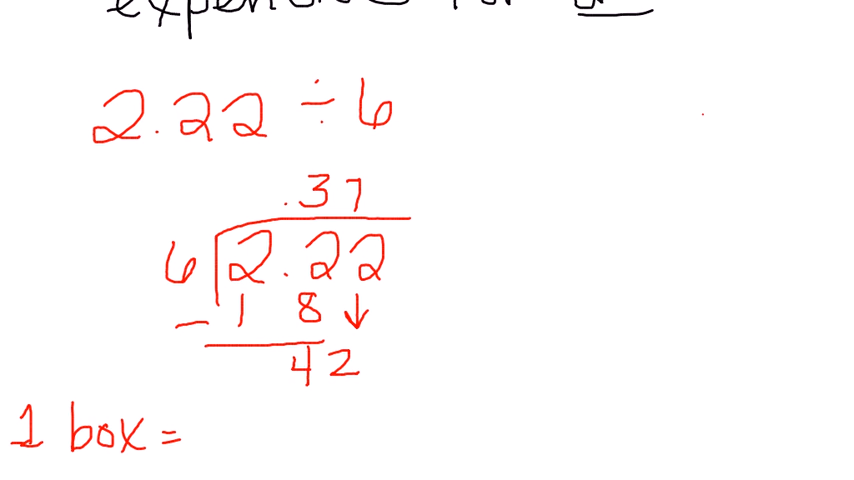 2.22 ÷ 6
.37
6 2.22
- 1 8 ↓
42
1 box =